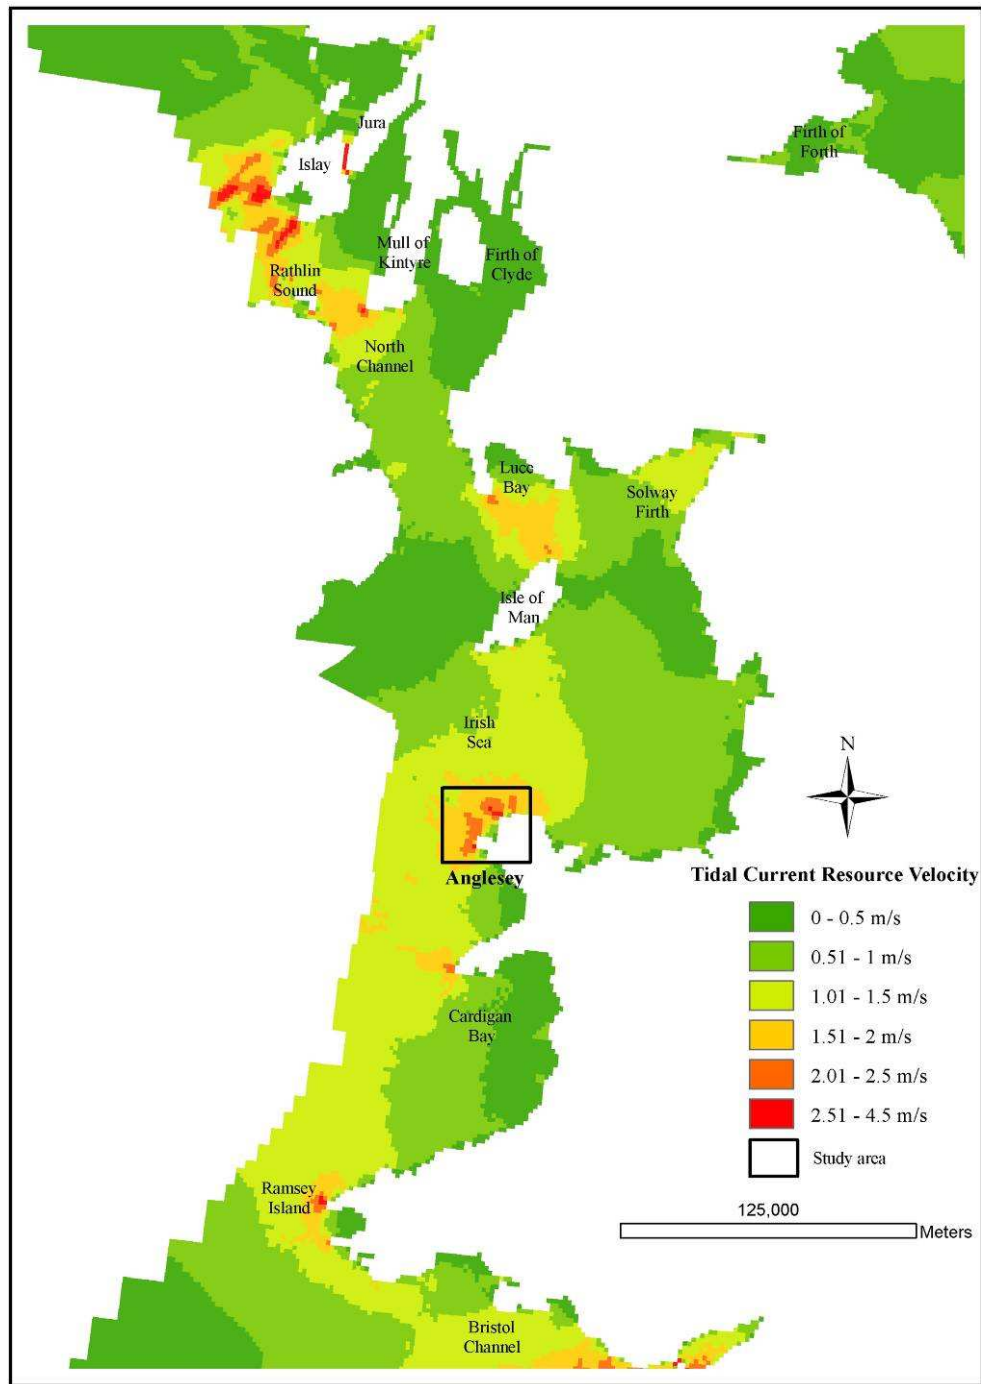 Jura
Firth of
Forth
Islay
Mull of
Kintyre
Firth of
Clyde
Rathlin
Sound
North
Channel
Luce
Bay
Solway
Firth
Isle of
Man
Irish
Sea
N
Anglesey
Tidal Current Resource Velocity
0 - 0.5 m/s
0.51 - 1 m/s
1.01 - 1.5 m/s
1.51 - 2 m/s
2.01 - 2.5 m/s
2.51 - 4.5 m/s
Study area
Cardigan
Bay
Ramsey
Island
125,000
Meters
Bristol
Channel